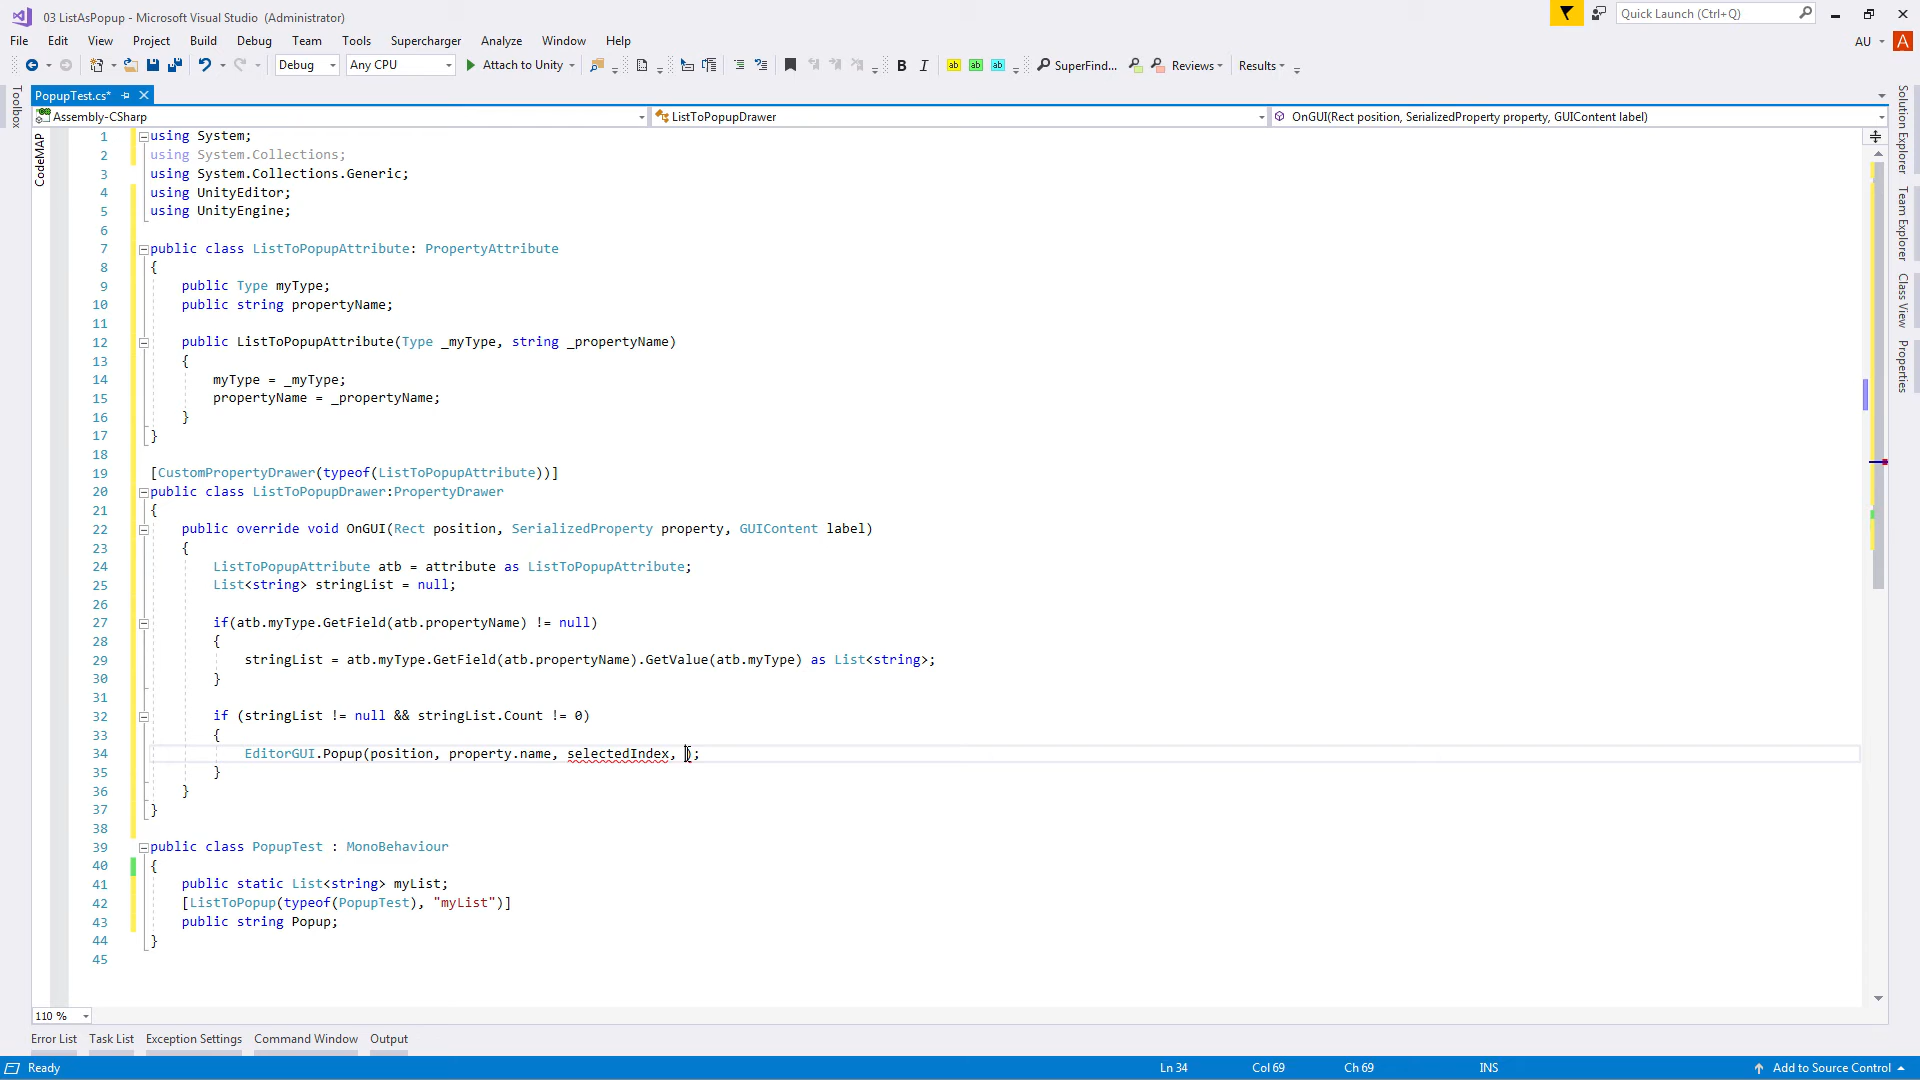 03 ListAsPopup - Microsoft Visual Studio (Administrator)
Quick Launch (Ctrl+Q)
File Edit View Project Build Debug Team Tools Supercharger Analyze Window Help
AU A
Debug Any CPU Attach to Unity B I ab ab ab SuperFind... Reviews Results
Toolbox
PopupTest.cs*
Assembly-CSharp ListToPopupDrawer OnGUI(Rect position, SerializedProperty property, GUIContent label)
CodeMAP
Solution Explorer
Team Explorer
Class View
Properties
1 using System;
2 using System.Collections;
3 using System.Collections.Generic;
4 using UnityEditor;
5 using UnityEngine;
6
7 public class ListToPopupAttribute: PropertyAttribute
8 {
9 public Type myType;
10 public string propertyName;
11
12 public ListToPopupAttribute(Type _myType, string _propertyName)
13 {
14 myType = _myType;
15 propertyName = _propertyName;
16 }
17 }
18
19 [CustomPropertyDrawer(typeof(ListToPopupAttribute))]
20 public class ListToPopupDrawer:PropertyDrawer
21 {
22 public override void OnGUI(Rect position, SerializedProperty property, GUIContent label)
23 {
24 ListToPopupAttribute atb = attribute as ListToPopupAttribute;
25 List<string> stringList = null;
26
27 if(atb.myType.GetField(atb.propertyName) != null)
28 {
29 stringList = atb.myType.GetField(atb.propertyName).GetValue(atb.myType) as List<string>;
30 }
31
32 if (stringList != null && stringList.Count != 0)
33 {
34 EditorGUI.Popup(position, property.name, selectedIndex, );
35 }
36 }
37 }
38
39 public class PopupTest : MonoBehaviour
40 {
41 public static List<string> myList;
42 [ListToPopup(typeof(PopupTest), "myList")]
43 public string Popup;
44 }
45
110 %
Error List Task List Exception Settings Command Window Output
Ready Ln 34 Col 69 Ch 69 INS Add to Source Control